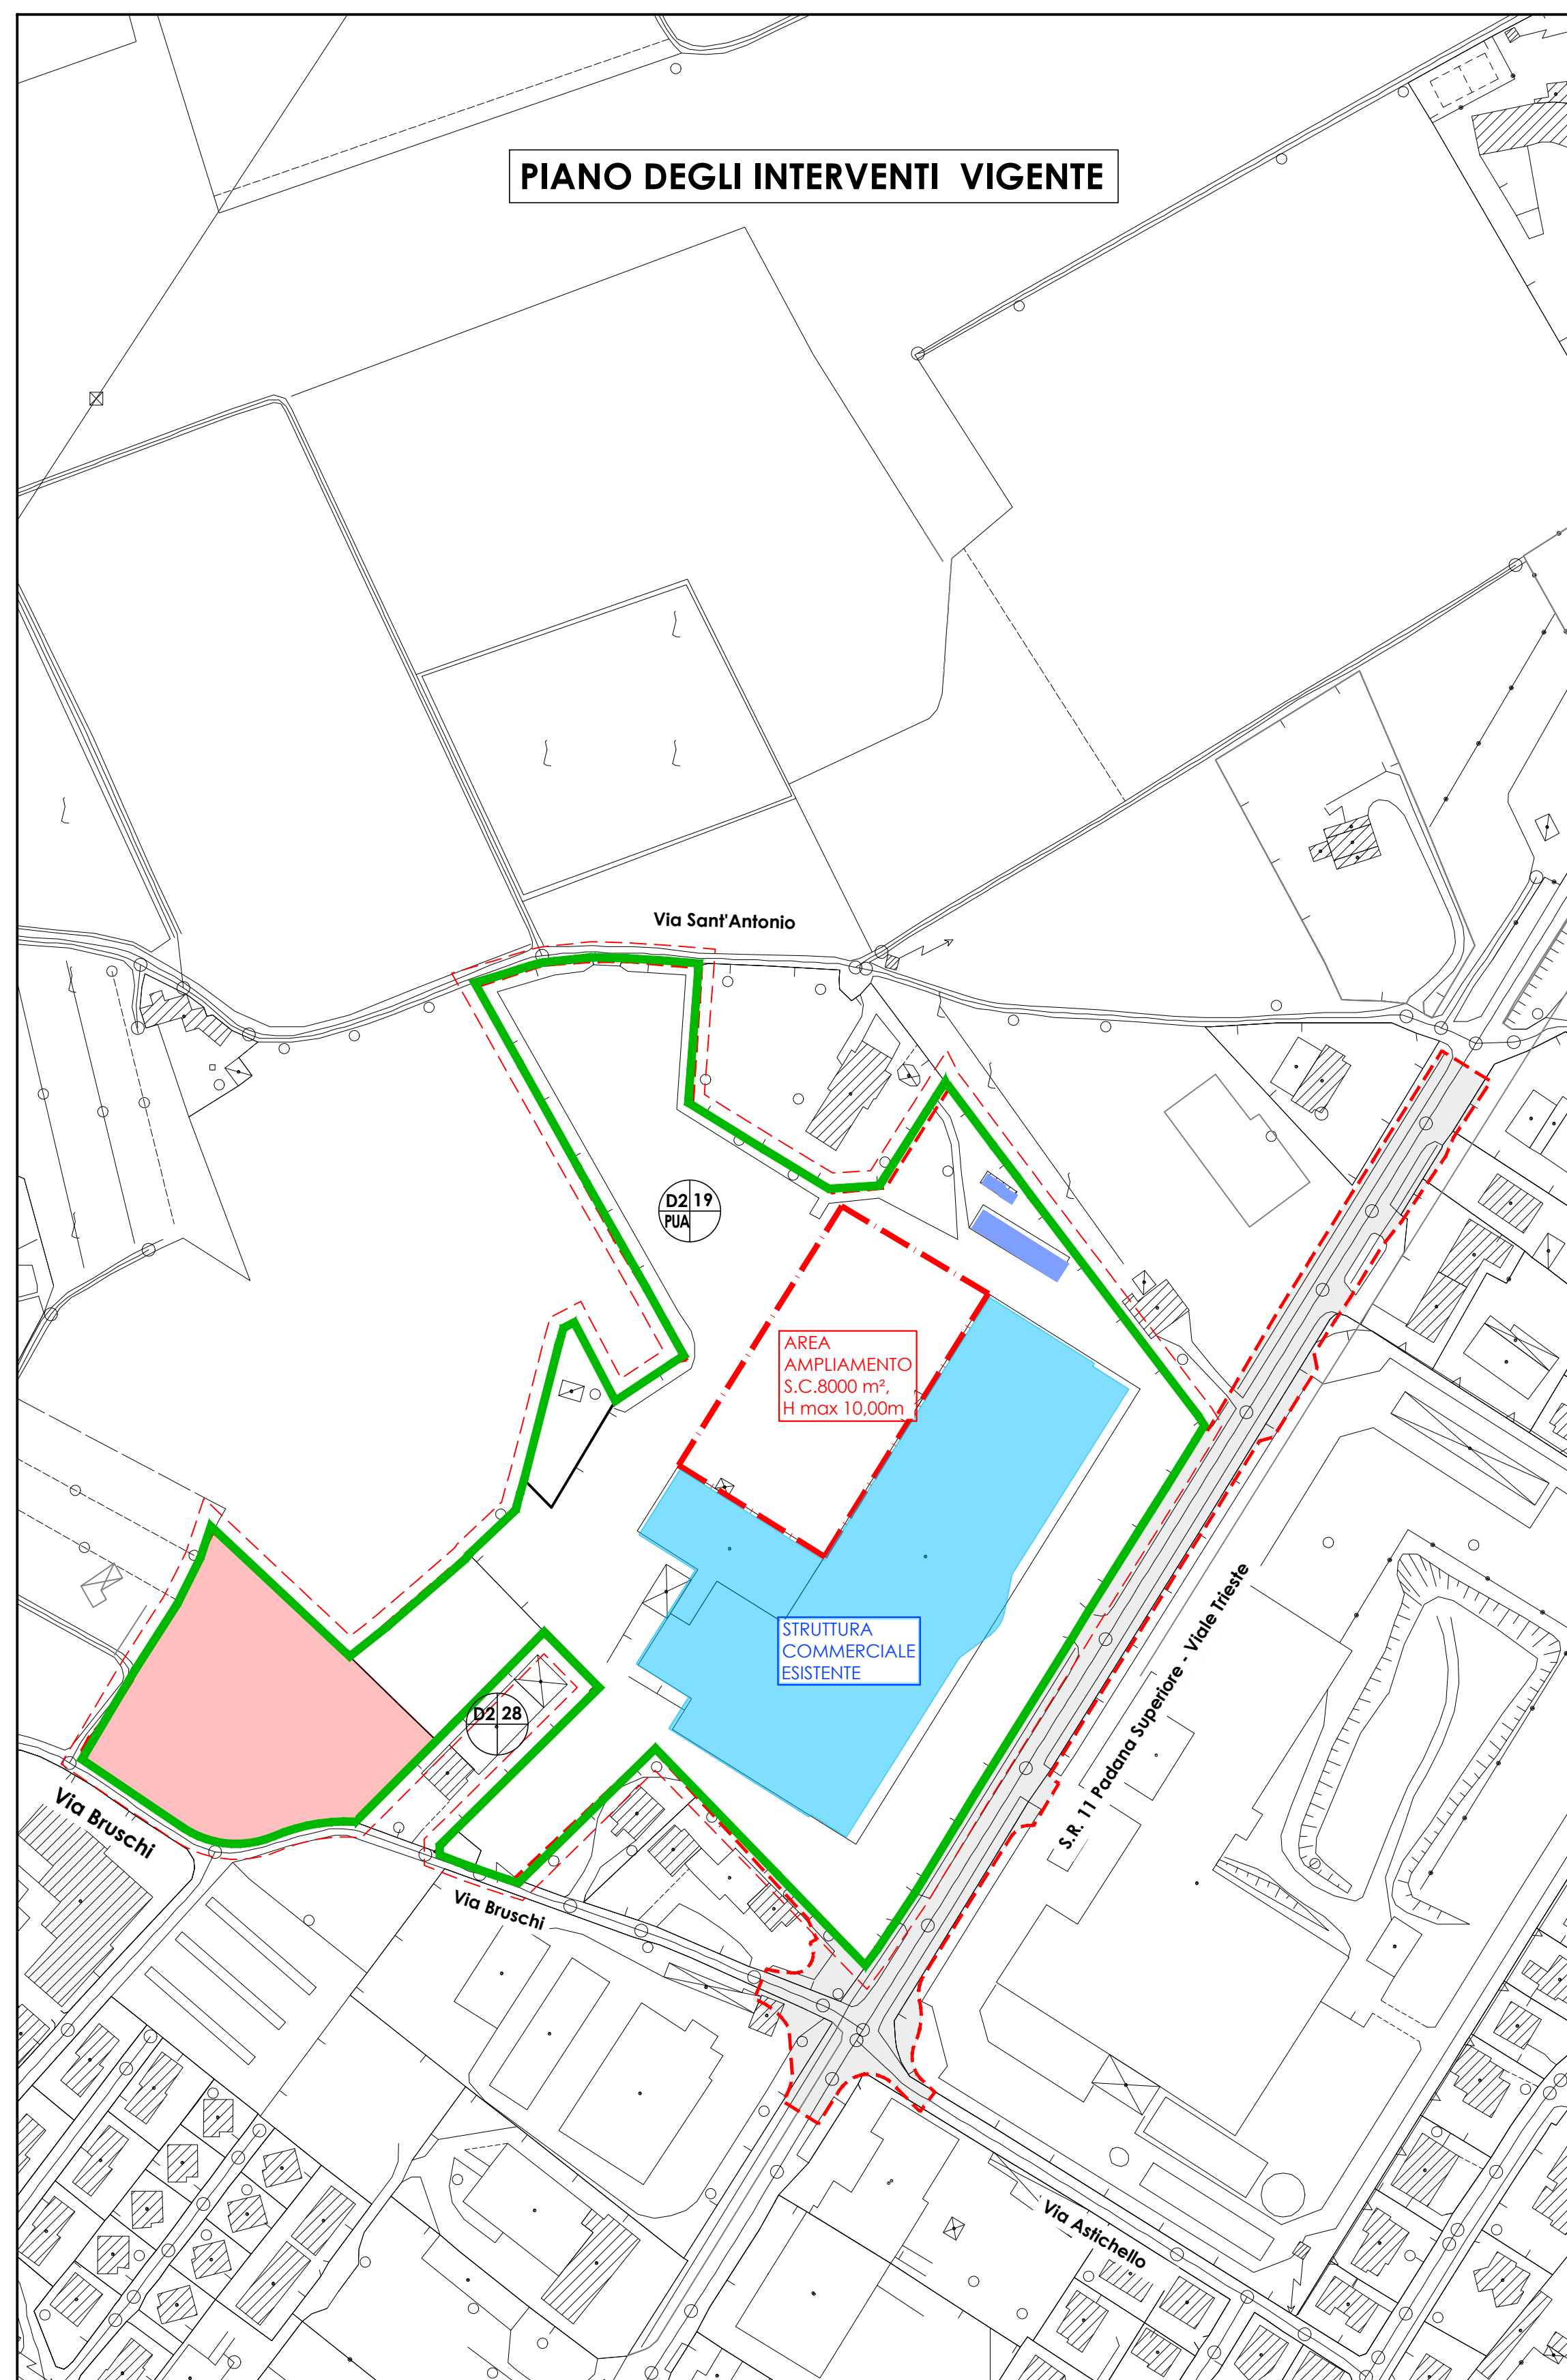 PIANO DEGLI INTERVENTI VIGENTE
Via Sant'Antonio
D2 19
PUA
AREA
AMPLIAMENTO
S.C.8000 m²,
H max 10,00m
STRUTTURA
COMMERCIALE
ESISTENTE
S.R. 11 Padana Superiore - Viale Trieste
D2 28
Via Bruschi
Via Bruschi
Via Astichello